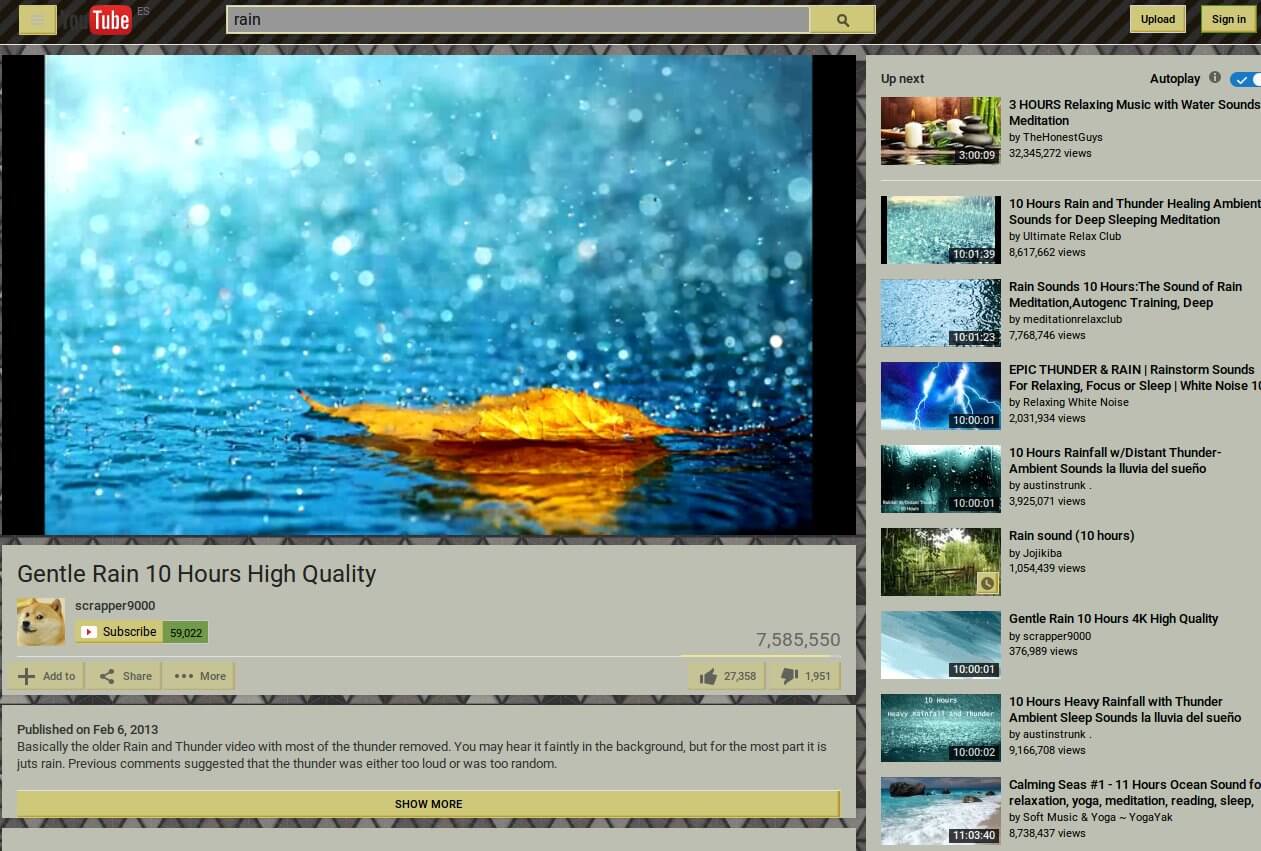 YouTube ES
rain
Upload
Sign in
Gentle Rain 10 Hours High Quality
scrapper9000
Subscribe 59,022
7,585,550
Add to
Share
More
27,358
1,951
Published on Feb 6, 2013
Basically the older Rain and Thunder video with most of the thunder removed. You may hear it faintly in the background, but for the most part it is
juts rain. Previous comments suggested that the thunder was either too loud or was too random.
SHOW MORE
Up next
Autoplay
3:00:09
3 HOURS Relaxing Music with Water Sounds
Meditation
by TheHonestGuys
32,345,272 views
10:01:39
10 Hours Rain and Thunder Healing Ambient
Sounds for Deep Sleeping Meditation
by Ultimate Relax Club
8,617,662 views
10:01:23
Rain Sounds 10 Hours:The Sound of Rain
Meditation,Autogenc Training, Deep
by meditationrelaxclub
7,768,746 views
10:00:01
EPIC THUNDER & RAIN | Rainstorm Sounds
For Relaxing, Focus or Sleep | White Noise 10
by Relaxing White Noise
2,031,934 views
10:00:01
10 Hours Rainfall w/Distant Thunder-
Ambient Sounds la lluvia del sueño
by austinstrunk .
3,925,071 views
Rain sound (10 hours)
by Jojikiba
1,054,439 views
10:00:01
Gentle Rain 10 Hours 4K High Quality
by scrapper9000
376,989 views
10 Hours
Heavy Rainfall And Thunder
10:00:02
10 Hours Heavy Rainfall with Thunder
Ambient Sleep Sounds la lluvia del sueño
by austinstrunk .
9,166,708 views
11:03:40
Calming Seas #1 - 11 Hours Ocean Sound fo
relaxation, yoga, meditation, reading, sleep,
by Soft Music & Yoga ~ YogaYak
8,738,437 views